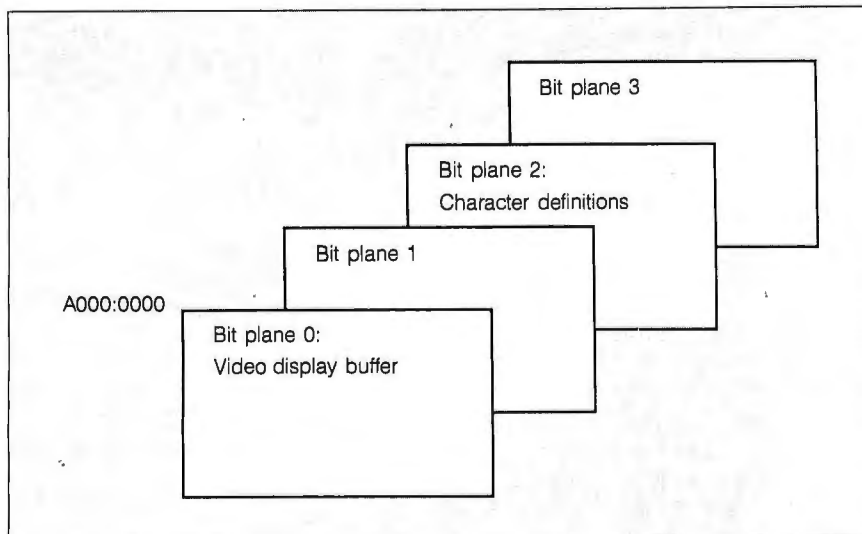 Bit plane 3
Bit plane 2:
Character definitions
Bit plane 1
A000:0000
Bit plane 0:
Video display buffer